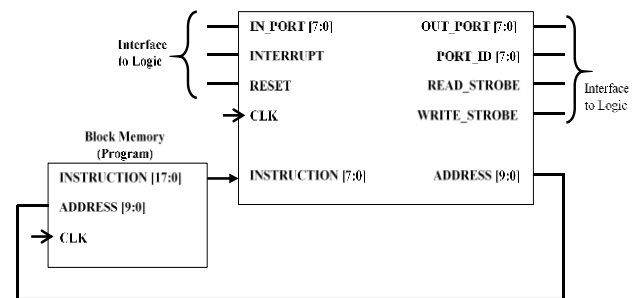 Interface
to Logic
IN_PORT [7:0]
INTERRUPT
RESET
CLK
INSTRUCTION [7:0]
OUT_PORT [7:0]
PORT_ID [7:0]
READ_STROBE
WRITE_STROBE
ADDRESS [9:0]
Interface
to Logic
Block Memory
(Program)
INSTRUCTION [17:0]
ADDRESS [9:0]
CLK